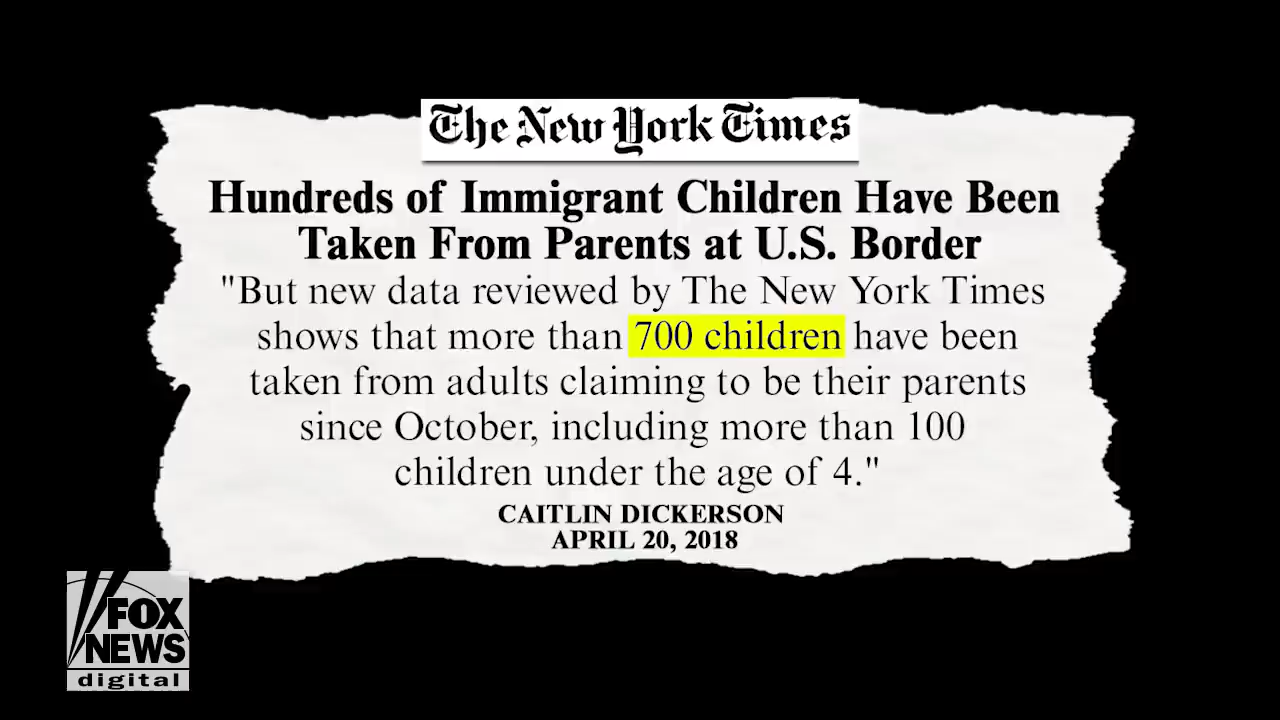 The New York Times
Hundreds of Immigrant Children Have Been
Taken From Parents at U.S. Border
"But new data reviewed by The New York Times
shows that more than 700 children have been
taken from adults claiming to be their parents
since October, including more than 100
children under the age of 4."
CAITLIN DICKERSON
APRIL 20, 2018
FOX
NEWS
digital